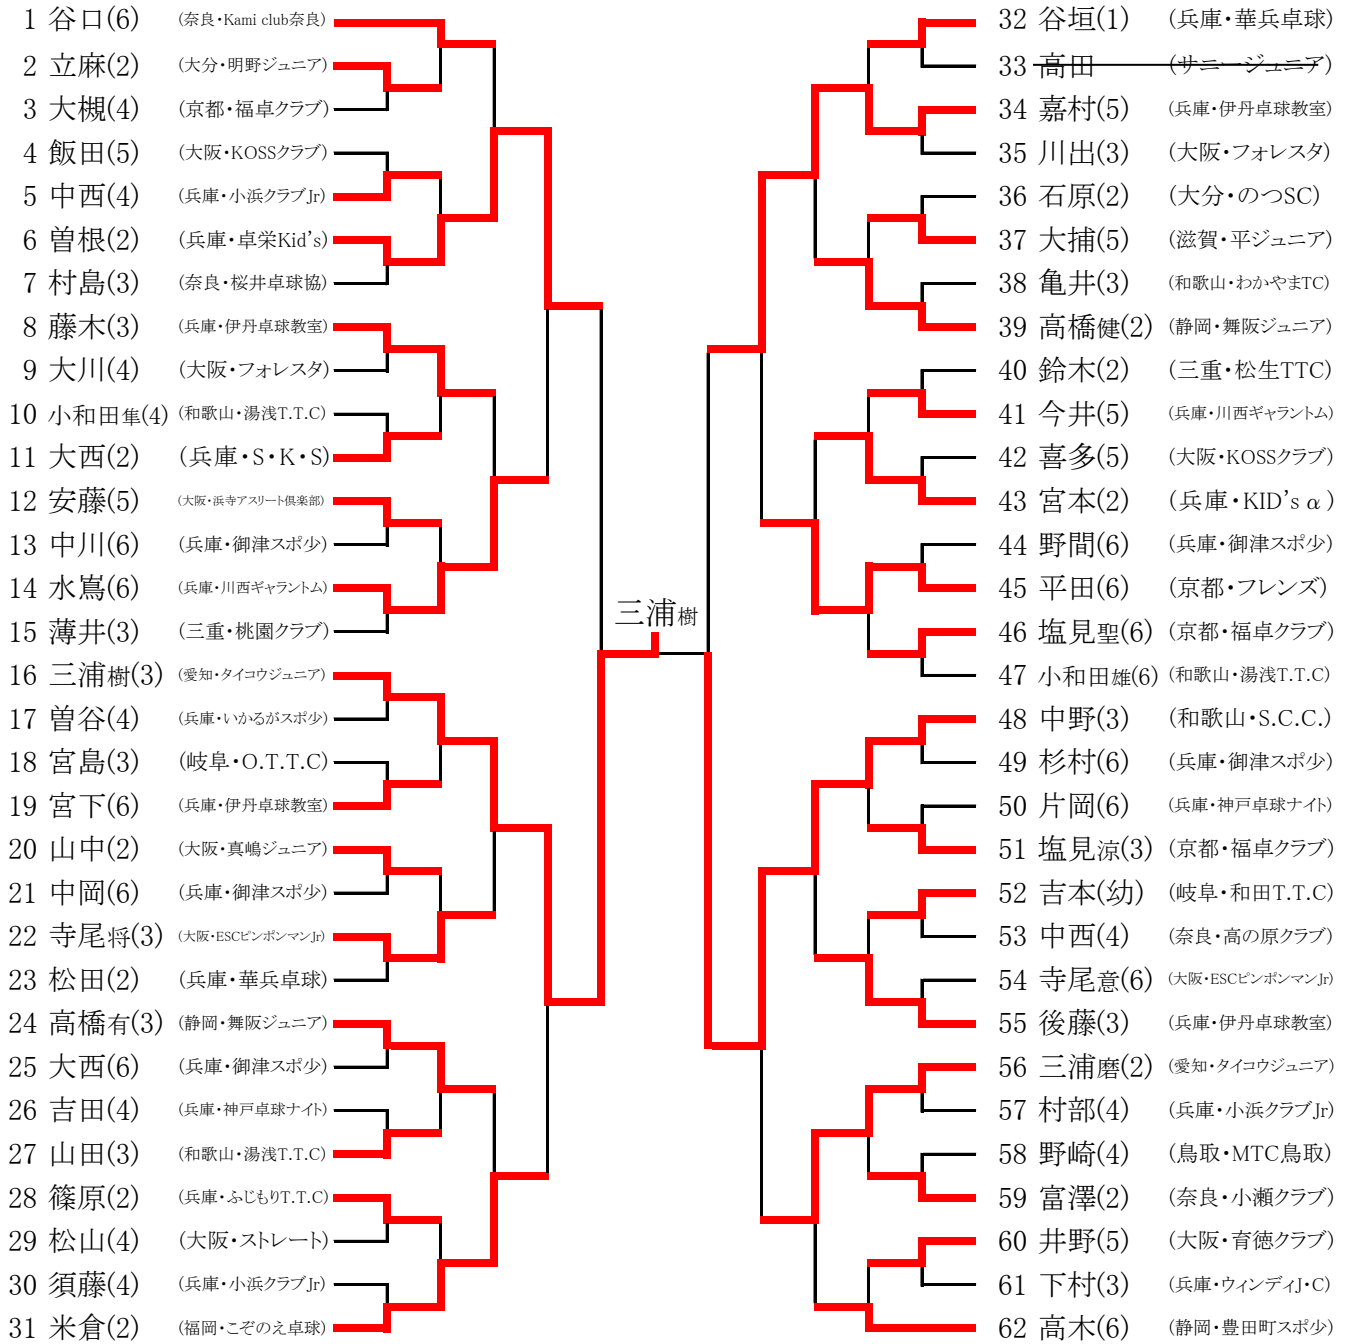 1 谷口(6) (奈良・Kami club奈良)
2 立麻(2) (大分・明野ジュニア)
3 大槻(4) (京都・福卓クラブ)
4 飯田(5) (大阪・KOSSクラブ)
5 中西(4) (兵庫・小浜クラブJr)
6 曽根(2) (兵庫・卓栄Kid’s)
7 村島(3) (奈良・桜井卓球協)
8 藤木(3) (兵庫・伊丹卓球教室)
9 大川(4) (大阪・フォレスタ)
10 小和田隼(4) (和歌山・湯浅T.T.C)
11 大西(2) (兵庫・S・K・S)
12 安藤(5) (大阪・浜寺アスリート倶楽部)
13 中川(6) (兵庫・御津スポ少)
14 水嶌(6) (兵庫・川西ギャラントム)
15 薄井(3) (三重・桃園クラブ)
16 三浦樹(3) (愛知・タイコウジュニア)
17 曽谷(4) (兵庫・いかるがスポ少)
18 宮島(3) (岐阜・O.T.T.C)
19 宮下(6) (兵庫・伊丹卓球教室)
20 山中(2) (大阪・真嶋ジュニア)
21 中岡(6) (兵庫・御津スポ少)
22 寺尾将(3) (大阪・ESCピンポンマンJr)
23 松田(2) (兵庫・華兵卓球)
24 高橋有(3) (静岡・舞阪ジュニア)
25 大西(6) (兵庫・御津スポ少)
26 吉田(4) (兵庫・神戸卓球ナイト)
27 山田(3) (和歌山・湯浅T.T.C)
28 篠原(2) (兵庫・ふじもりT.T.C)
29 松山(4) (大阪・ストレート)
30 須藤(4) (兵庫・小浜クラブJr)
31 米倉(2) (福岡・こぞのえ卓球)
三浦樹
32 谷垣(1) (兵庫・華兵卓球)
33 高田 (サニージュニア)
34 嘉村(5) (兵庫・伊丹卓球教室)
35 川出(3) (大阪・フォレスタ)
36 石原(2) (大分・のつSC)
37 大捕(5) (滋賀・平ジュニア)
38 亀井(3) (和歌山・わかやまTC)
39 高橋健(2) (静岡・舞阪ジュニア)
40 鈴木(2) (三重・松生TTC)
41 今井(5) (兵庫・川西ギャラントム)
42 喜多(5) (大阪・KOSSクラブ)
43 宮本(2) (兵庫・KID’s α)
44 野間(6) (兵庫・御津スポ少)
45 平田(6) (京都・フレンズ)
46 塩見聖(6) (京都・福卓クラブ)
47 小和田雄(6) (和歌山・湯浅T.T.C)
48 中野(3) (和歌山・S.C.C.)
49 杉村(6) (兵庫・御津スポ少)
50 片岡(6) (兵庫・神戸卓球ナイト)
51 塩見涼(3) (京都・福卓クラブ)
52 吉本(幼) (岐阜・和田T.T.C)
53 中西(4) (奈良・高の原クラブ)
54 寺尾意(6) (大阪・ESCピンポンマンJr)
55 後藤(3) (兵庫・伊丹卓球教室)
56 三浦磨(2) (愛知・タイコウジュニア)
57 村部(4) (兵庫・小浜クラブJr)
58 野崎(4) (鳥取・MTC鳥取)
59 富澤(2) (奈良・小瀬クラブ)
60 井野(5) (大阪・育徳クラブ)
61 下村(3) (兵庫・ウィンディJ・C)
62 高木(6) (静岡・豊田町スポ少)